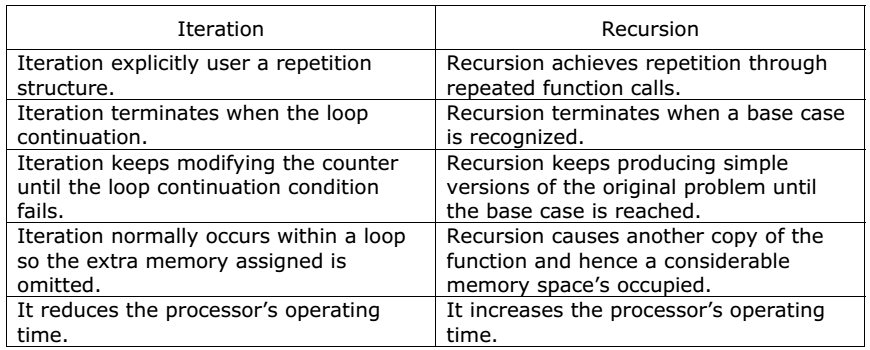 Iteration
Recursion
Iteration explicitly user a repetition
structure.
Recursion achieves repetition through
repeated function calls.
Iteration terminates when the loop
continuation.
Recursion terminates when a base case
is recognized.
Iteration keeps modifying the counter
until the loop continuation condition
fails.
Recursion keeps producing simple
versions of the original problem until
the base case is reached.
Iteration normally occurs within a loop
so the extra memory assigned is
omitted.
Recursion causes another copy of the
function and hence a considerable
memory space's occupied.
It reduces the processor's operating
time.
It increases the processor's operating
time.